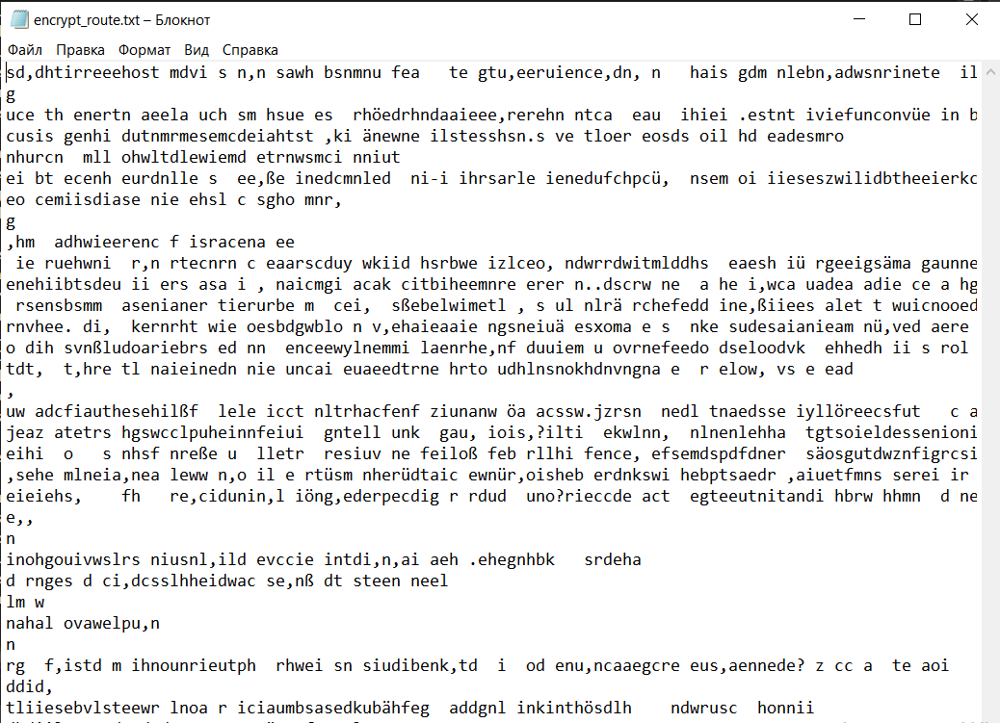 encrypt_route.txt – Блокнот
Файл Правка Формат Вид Справка
sd,dhtirreeehost mdvi s n,n sawh bsnmnu fea   te gtu,eeruience,dn, n   hais gdm nlebn,adwsnrinete  il
g
uce th enertn aeela uch sm hsue es  rhöedrhndaaieee,rerehn ntca  eau  ihiei .estnt iviefunconvüe in b
cusis genhi dutnmrmesemcdeiahtst ,ki änewne ilstesshsn.s ve tloer eosds oil hd eadesmro
nhurcn  mll ohwltdlewiemd etrnwsmci nniut
ei bt ecenh eurdnlle s  ee,ße inedcmnled  ni-i ihrsarle ienedufchpcü,  nsem oi iieseszwilidbtheeierkc
eo cemiisdiase nie ehsl c sgho mnr,
g
,hm  adhwieerenc f isracena ee
 ie ruehwni  r,n rtecnrn c eaarscduy wkiid hsrbwe izlceo, ndwrrdwitmlddhs  eaesh iü rgeeigsäma gaunne
enehiibtsdeu ii ers asa i , naicmgi acak citbiheemnre erer n..dscrw ne  a he i,wca uadea adie ce a hg
 rsensbsmm  asenianer tierurbe m  cei,  sßebelwimetl , s ul nlrä rchefedd ine,ßiiees alet t wuicnooed
rnvhee. di,  kernrht wie oesbdgwblo n v,ehaieaaie ngsneiuä esxoma e s  nke sudesaianieam nü,ved aere
o dih svnßludoariebrs ed nn  enceewylnemmi laenrhe,nf duuiem u ovrnefeedo dseloodvk  ehhedh ii s rol
tdt,  t,hre tl naieinedn nie uncai euaeedtrne hrto udhlnsnokhdnvngna e  r elow, vs e ead
,
uw adcfiauthesehilßf  lele icct nltrhacfenf ziunanw öa acssw.jzrsn  nedl tnaedsse iyllöreecsfut   c a
jeaz atetrs hgswcclpuheinnfeiui  gntell unk  gau, iois,?ilti  ekwlnn,  nlnenlehha  tgtsoieldessenioni
eihi  o   s nhsf nreße u  lletr  resiuv ne feiloß feb rllhi fence, efsemdspdfdner  säosgutdwznfigrcsi
,sehe mlneia,nea leww n,o il e rtüsm nherüdtaic ewnür,oisheb erdnkswi hebptsaedr ,aiuetfmns serei ir
eieiehs,    fh   re,cidunin,l iöng,ederpecdig r rdud  uno?rieccde act  egteeutnitandi hbrw hhmn  d ne
e,,
n
inohgouivwslrs niusnl,ild evccie intdi,n,ai aeh .ehegnhbk   srdeha
d rnges d ci,dcsslhheidwac se,nß dt steen neel
lm w
nahal ovawelpu,n
n
rg  f,istd m ihnounrieutph  rhwei sn siudibenk,td  i  od enu,ncaaegcre eus,aennede? z cc a  te aoi
ddid,
tliiesebvlsteewr lnoa r iciaumbsasedkubähfeg  addgnl inkinthösdlh    ndwrusc  honnii